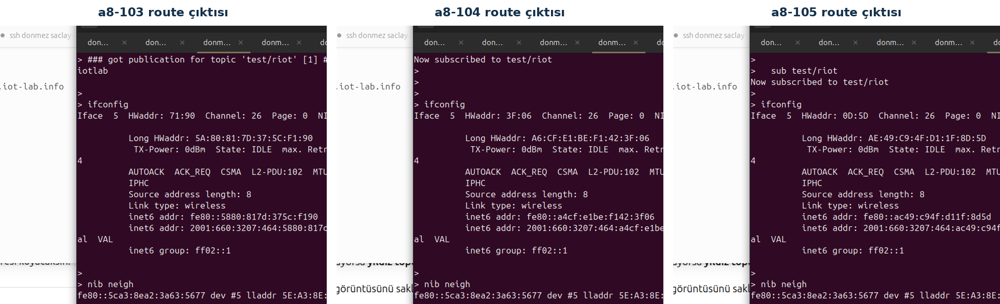 a8-103 route çıktısı
ssh donmez saclay
don... × don... × donm... × donm... ×
.iot-lab.info
> ### got publication for topic 'test/riot' [1] #
iotlab
>
> ifconfig
Iface 5 HWaddr: 71:90 Channel: 26 Page: 0 NI
Long HWaddr: 5A:80:81:7D:37:5C:F1:90
TX-Power: 0dBm State: IDLE max. Retr
4
AUTOACK ACK_REQ CSMA L2-PDU:102 MTU
IPHC
Source address length: 8
Link type: wireless
inet6 addr: fe80::5880:817d:375c:f190
inet6 addr: 2001:660:3207:464:5880:817d
al VAL
inet6 group: ff02::1
>
> nib neigh
fe80::5ca3:8ea2:3a63:5677 dev #5 lladdr 5E:A3:8E:
a8-104 route çıktısı
ssh donmez saclay
don... × don... × donm... × donm... ×
.iot-lab.info
Now subscribed to test/riot
>
>
>
> ifconfig
Iface 5 HWaddr: 3F:06 Channel: 26 Page: 0 NI
Long HWaddr: A6:CF:E1:BE:F1:42:3F:06
TX-Power: 0dBm State: IDLE max. Retr
4
AUTOACK ACK_REQ CSMA L2-PDU:102 MTU
IPHC
Source address length: 8
Link type: wireless
inet6 addr: fe80::a4cf:e1be:f142:3f06
inet6 addr: 2001:660:3207:464:a4cf:e1be
al VAL
inet6 group: ff02::1
>
görüntüsünü sakl
> nib neigh
fe80::5ca3:8ea2:3a63:5677 dev #5 lladdr 5E:A3:8E:
a8-105 route çıktısı
ssh donmez saclay
don... × don... × donm... × donm... ×
.iot-lab.info
>
> sub test/riot
Now subscribed to test/riot
>
> ifconfig
Iface 5 HWaddr: 0D:5D Channel: 26 Page: 0 NI
Long HWaddr: AE:49:C9:4F:D1:1F:8D:5D
TX-Power: 0dBm State: IDLE max. Retr
4
AUTOACK ACK_REQ CSMA L2-PDU:102 MTU
IPHC
Source address length: 8
Link type: wireless
inet6 addr: fe80::ac49:c94f:d11f:8d5d
inet6 addr: 2001:660:3207:464:ac49:c94f
al VAL
inet6 group: ff02::1
>
görüntüsünü sakl
> nib neigh
fe80::5ca3:8ea2:3a63:5677 dev #5 lladdr 5E:A3:8E: